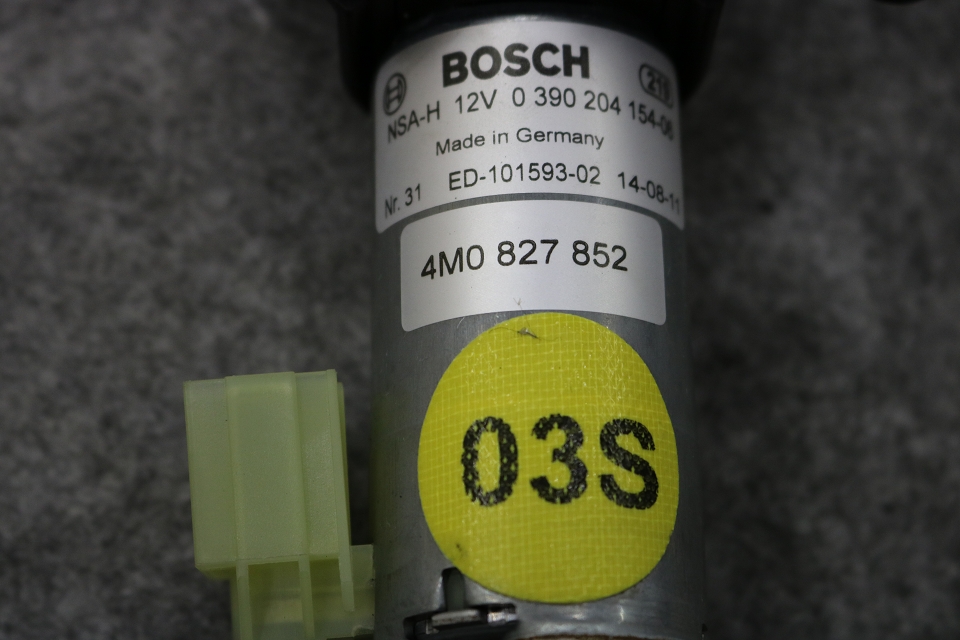 BOSCH
NSA-H 12V 0 390 204 154-06
Made in Germany
Nr. 31 ED-101593-02 14-08-11
4M0 827 852
03S